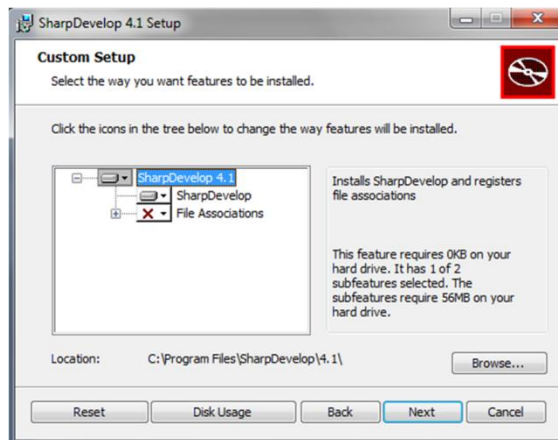 SharpDevelop 4.1 Setup
Custom Setup
Select the way you want features to be installed.
Click the icons in the tree below to change the way features will be installed.
SharpDevelop 4.1
SharpDevelop
File Associations
Installs SharpDevelop and registers
file associations
This feature requires 0KB on your
hard drive. It has 1 of 2
subfeatures selected. The
subfeatures require 56MB on your
hard drive.
Location: C:\Program Files\SharpDevelop\4.1\
Browse...
Reset Disk Usage Back Next Cancel